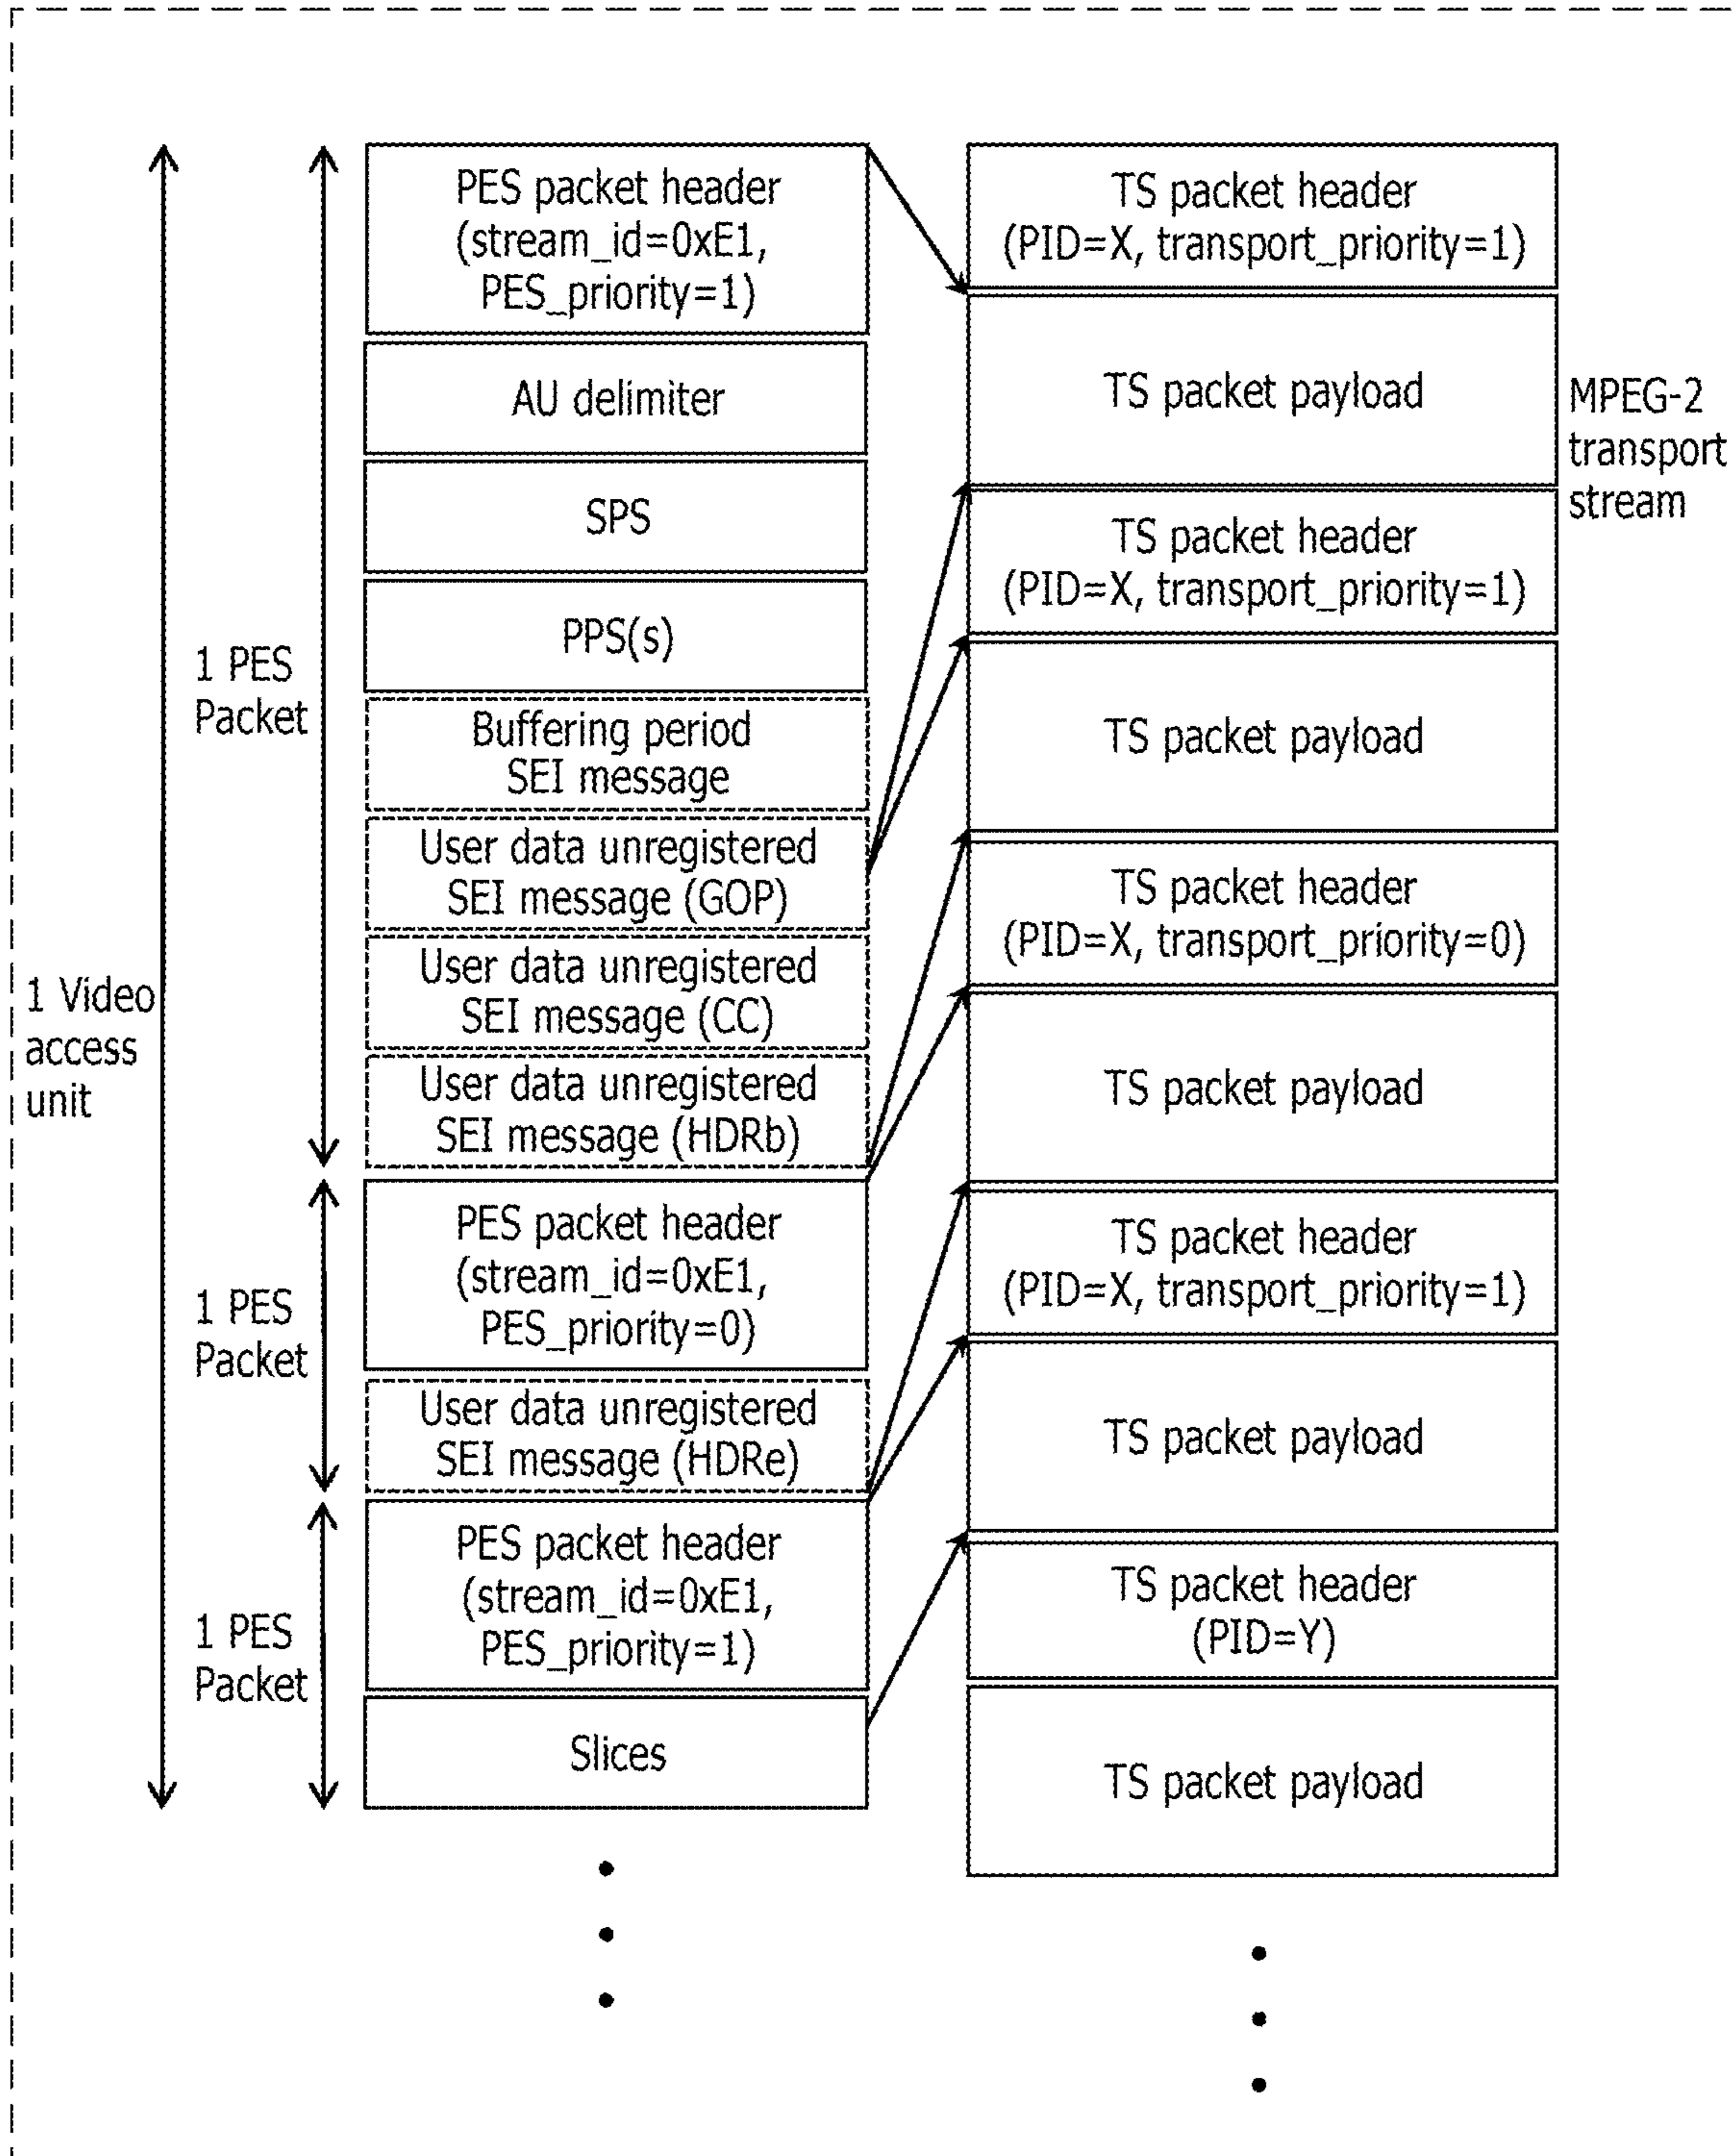 1 Video
access
unit
1 PES
Packet
1 PES
Packet
1 PES
Packet
PES packet header
(stream_id=0xE1,
PES_priority=1)
AU delimiter
SPS
PPS(s)
Buffering period
SEI message
User data unregistered
SEI message (GOP)
User data unregistered
SEI message (CC)
User data unregistered
SEI message (HDRb)
PES packet header
(stream_id=0xE1,
PES_priority=0)
User data unregistered
SEI message (HDRe)
PES packet header
(stream_id=0xE1,
PES_priority=1)
Slices
TS packet header
(PID=X, transport_priority=1)
TS packet payload
TS packet header
(PID=X, transport_priority=1)
TS packet payload
TS packet header
(PID=X, transport_priority=0)
TS packet payload
TS packet header
(PID=X, transport_priority=1)
TS packet payload
TS packet header
(PID=Y)
TS packet payload
MPEG-2
transport
stream